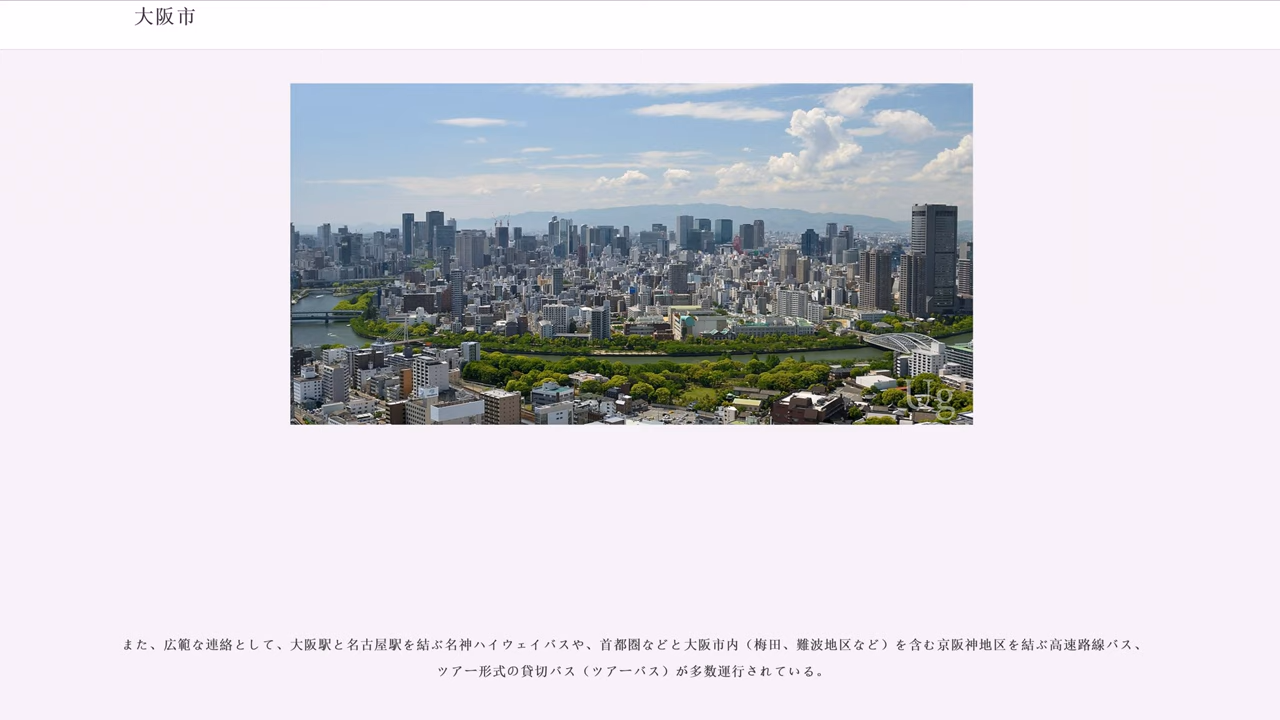 大阪市
Ug
また、広範な連絡として、大阪駅と名古屋駅を結ぶ名神ハイウェイバスや、首都圏などと大阪市内（梅田、難波地区など）を含む京阪神地区を結ぶ高速路線バス、
ツアー形式の貸切バス（ツアーバス）が多数運行されている。